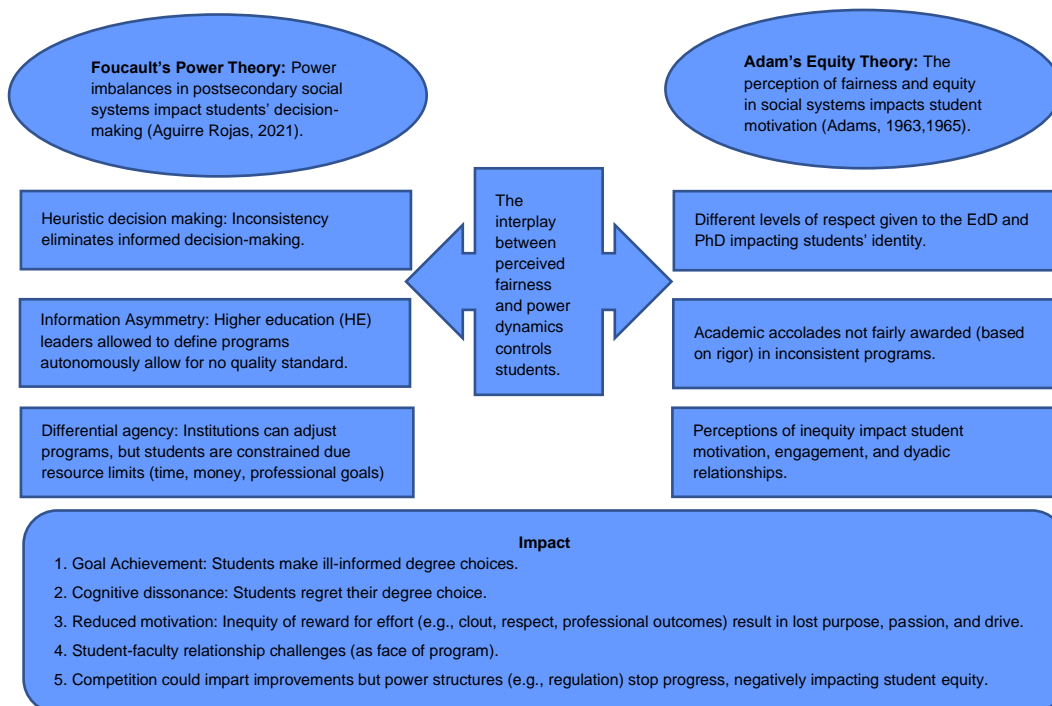 Foucault's Power Theory: Power
imbalances in postsecondary social
systems impact students' decision-
making (Aguirre Rojas, 2021).
Adam's Equity Theory: The
perception of fairness and equity
in social systems impacts student
motivation (Adams, 1963,1965).
Heuristic decision making: Inconsistency
eliminates informed decision-making.
Information Asymmetry: Higher education (HE)
leaders allowed to define programs
autonomously allow for no quality standard.
Differential agency: Institutions can adjust
programs, but students are constrained due
resource limits (time, money, professional goals)
The
interplay
between
perceived
fairness
and power
dynamics
controls
students.
Different levels of respect given to the EdD and
PhD impacting students' identity.
Academic accolades not fairly awarded (based
on rigor) in inconsistent programs.
Perceptions of inequity impact student
motivation, engagement, and dyadic
relationships.
Impact
1. Goal Achievement: Students make ill-informed degree choices.
2. Cognitive dissonance: Students regret their degree choice.
3. Reduced motivation: Inequity of reward for effort (e.g., clout, respect, professional outcomes) result in lost purpose, passion, and drive.
4. Student-faculty relationship challenges (as face of program).
5. Competition could impart improvements but power structures (e.g., regulation) stop progress, negatively impacting student equity.